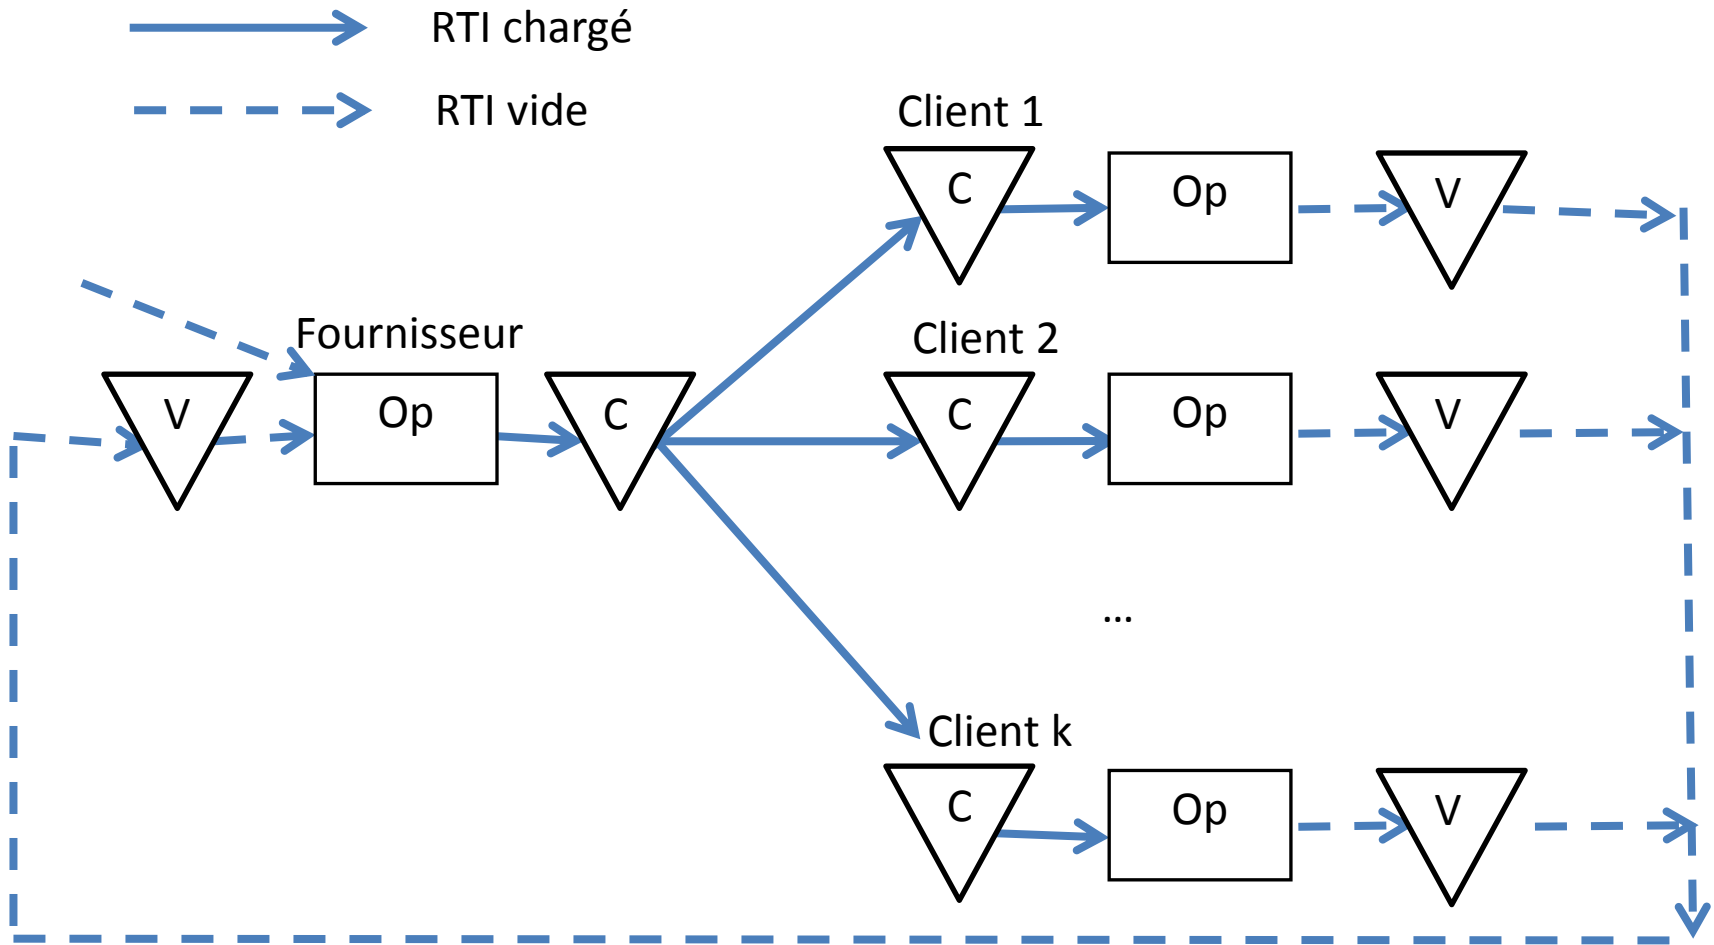 RTI chargé
RTI vide
Client 1
C
Op
V
Fournisseur
V
Op
C
Client 2
C
Op
V
...
Client k
C
Op
V